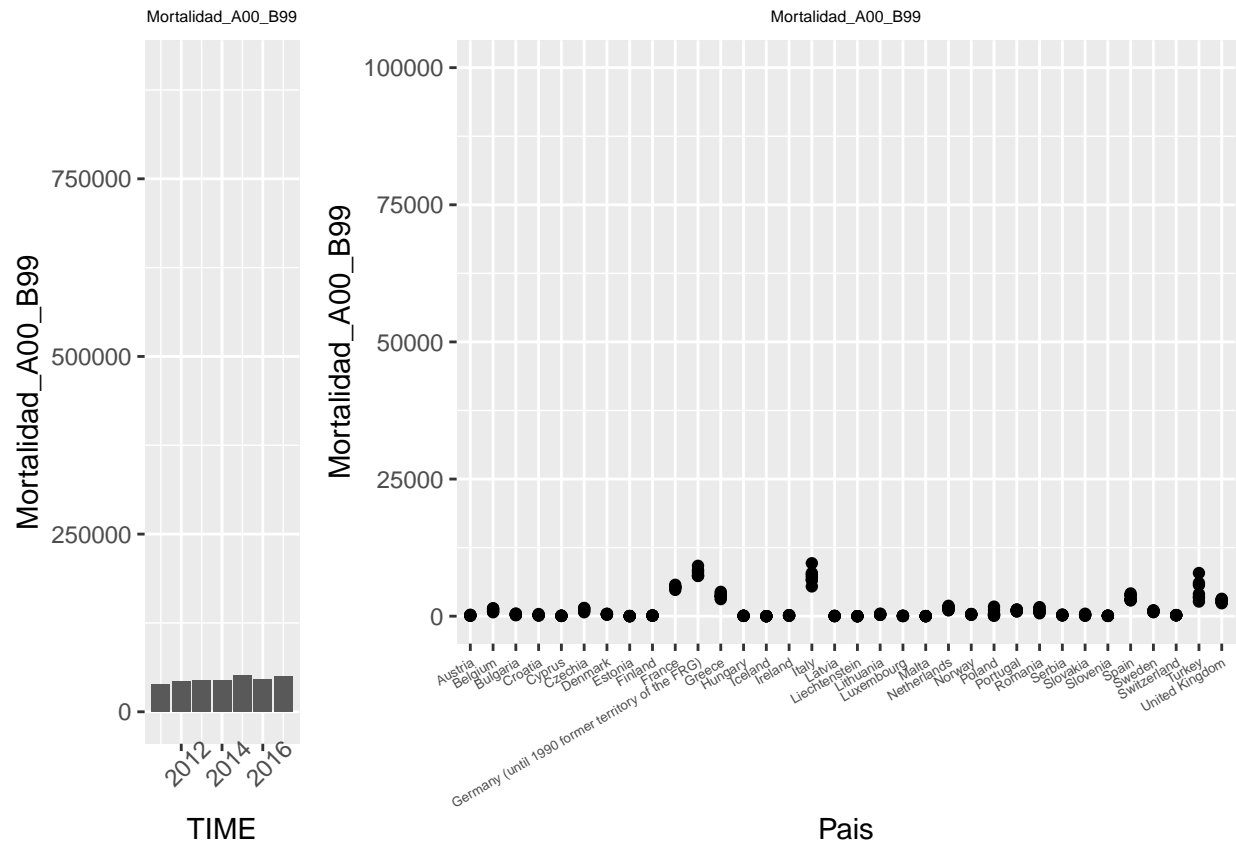 Mortalidad_A00_B99
Mortalidad_A00_B99
750000
500000
250000
0
2012
2014
2016
TIME
Mortalidad_A00_B99
Mortalidad_A00_B99
100000
75000
50000
25000
0
Austria
Belgium
Bulgaria
Croatia
Cyprus
Czechia
Denmark
Estonia
Finland
France
Germany (until 1990 former territory of the FRG)
Greece
Hungary
Iceland
Ireland
Italy
Latvia
Liechtenstein
Lithuania
Luxembourg
Malta
Netherlands
Norway
Poland
Portugal
Romania
Serbia
Slovakia
Slovenia
Spain
Sweden
Switzerland
Turkey
United Kingdom
Pais